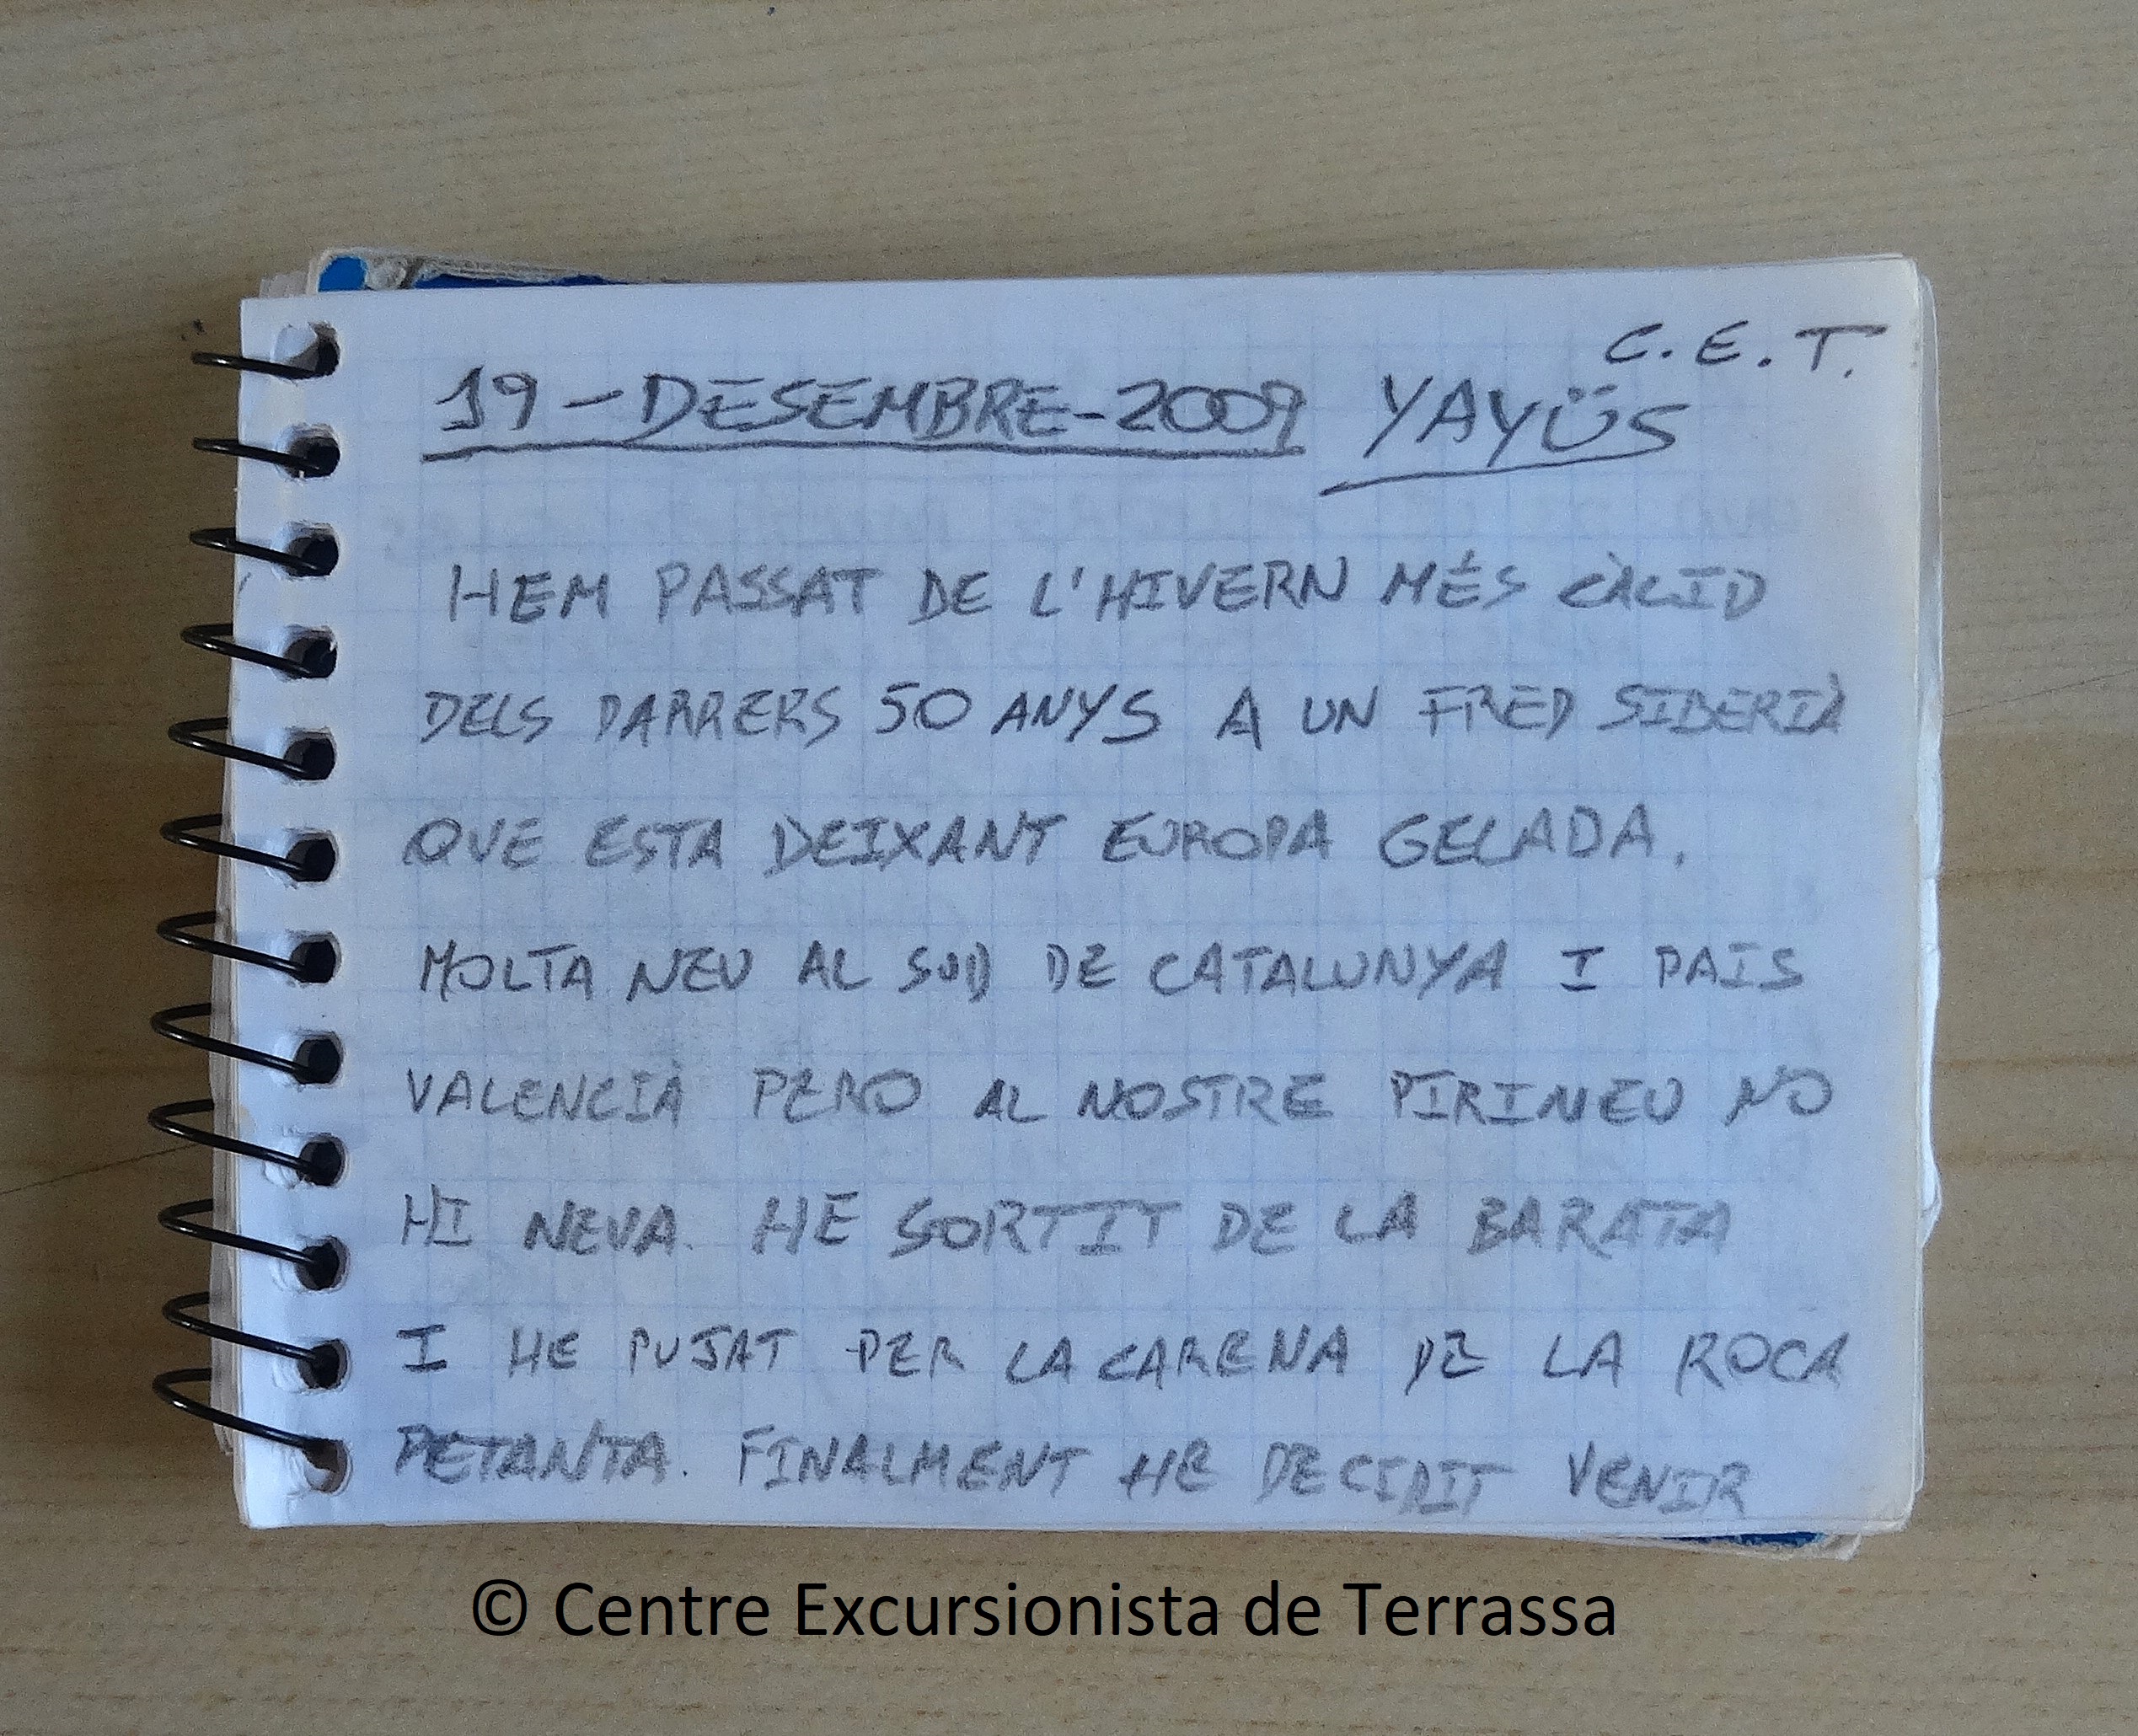 C.E.T.
19-DESEMBRE-2009 YAYÜS
HEM PASSAT DE L'HIVERN MÉS CÀLID
DELS DARRERS 50 ANYS A UN FRED SIBERIÀ
QUE ESTA DEIXANT EUROPA GELADA.
MOLTA NEU AL SUD DE CATALUNYA I PAIS
VALENCIÀ PERO AL NOSTRE PIRINEU NO
HI NEVA. HE SORTIT DE LA BARATA
I HE PUJAT PER LA CARENA DE LA ROCA
PETANTA. FINALMENT HE DECIDIT VENIR
© Centre Excursionista de Terrassa